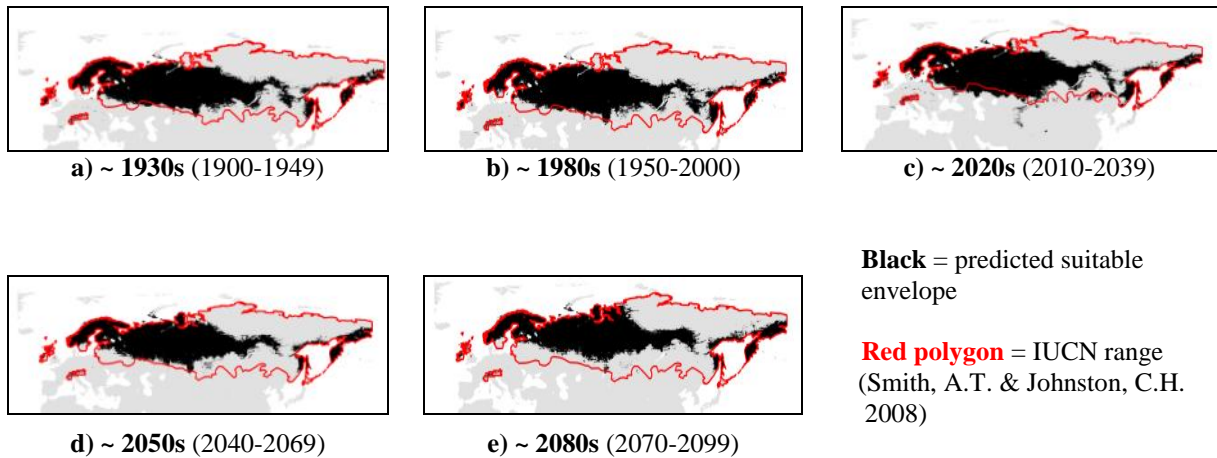 a) ~ 1930s (1900-1949)
b) ~ 1980s (1950-2000)
c) ~ 2020s (2010-2039)
Black = predicted suitable
envelope
Red polygon = IUCN range
(Smith, A.T. & Johnston, C.H.
2008)
d) ~ 2050s (2040-2069)
e) ~ 2080s (2070-2099)